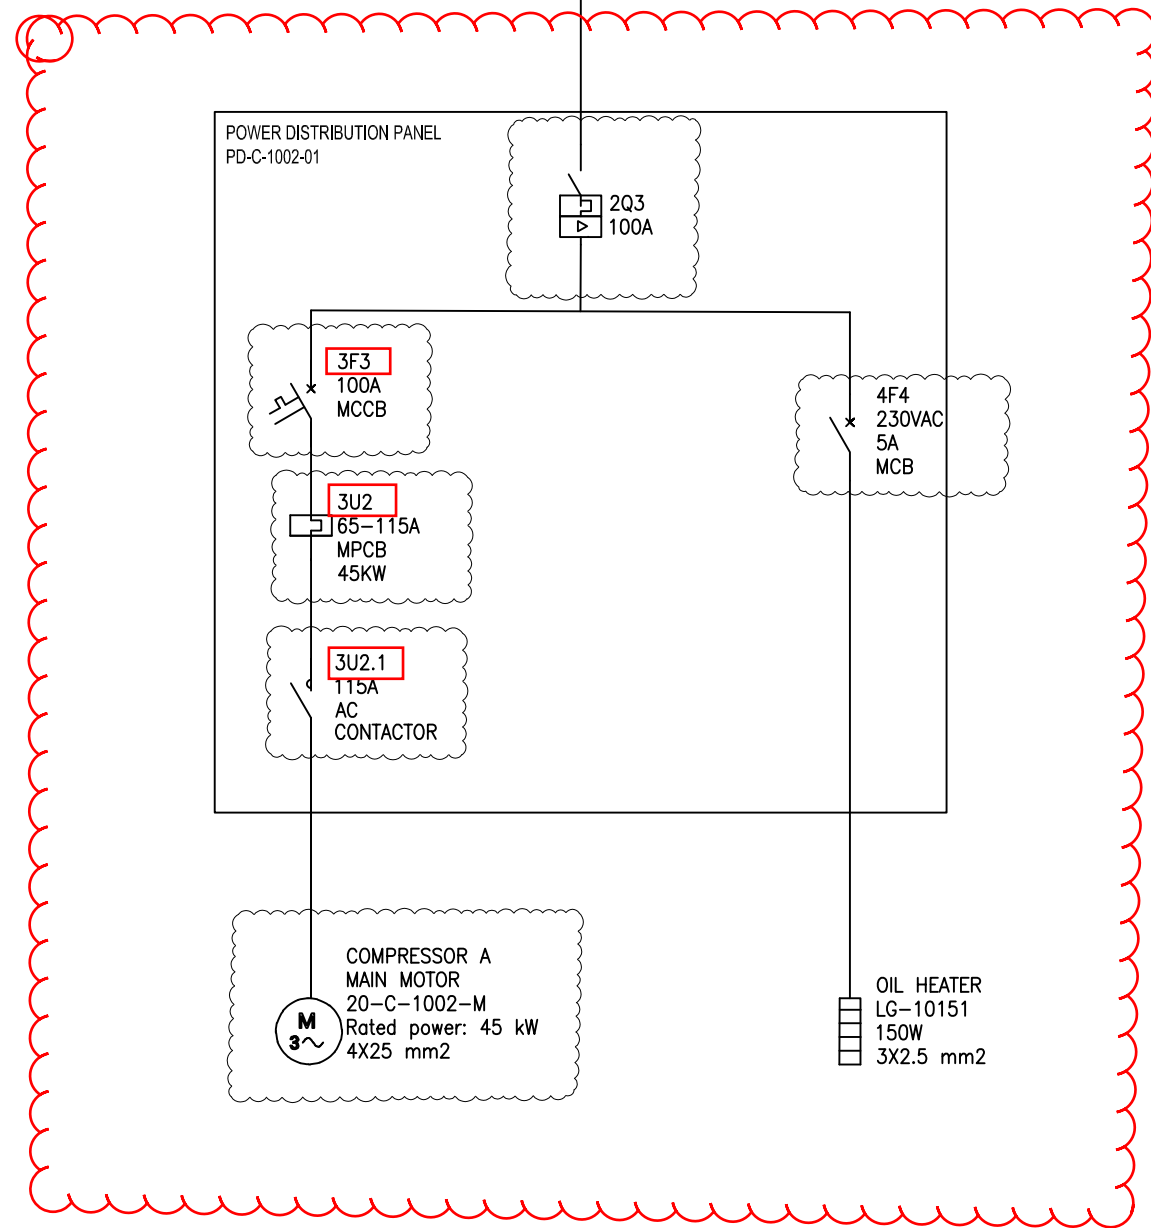 POWER DISTRIBUTION PANEL
PD-C-1002-01
2Q3
100A
3F3
100A
MCCB
4F4
230VAC
5A
MCB
3U2
65-115A
MPCB
45KW
3U2.1
115A
AC
CONTACTOR
COMPRESSOR A
MAIN MOTOR
20-C-1002-M
Rated power: 45 kW
4X25 mm2
M
3~
OIL HEATER
LG-10151
150W
3X2.5 mm2